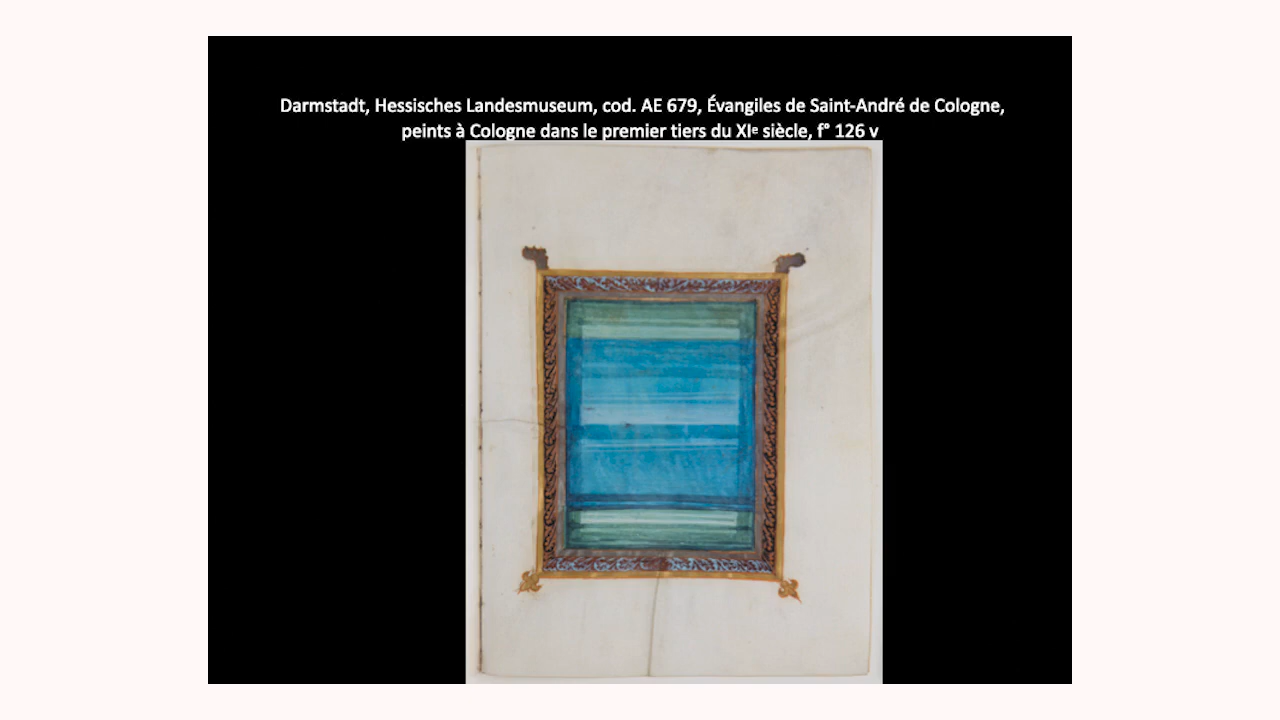 Darmstadt, Hessisches Landesmuseum, cod. AE 679, Évangiles de Saint-André de Cologne,
peints à Cologne dans le premier tiers du XIe siècle, f° 126 v